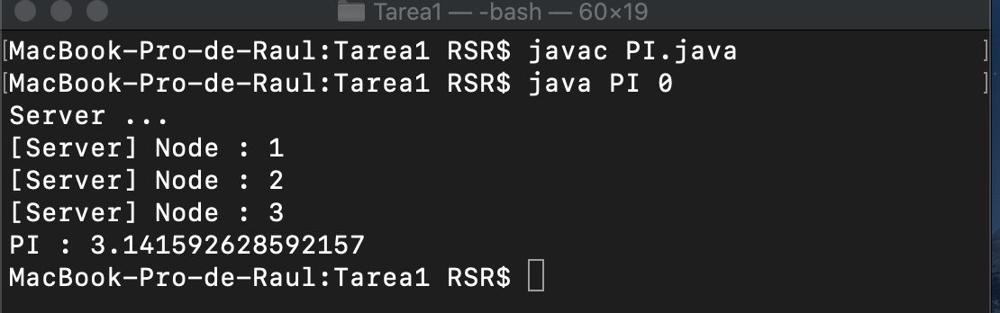 Tarea1 — -bash — 60×19
[MacBook-Pro-de-Raul:Tarea1 RSR$ javac PI.java ]
[MacBook-Pro-de-Raul:Tarea1 RSR$ java PI 0 ]
Server ...
[Server] Node : 1
[Server] Node : 2
[Server] Node : 3
PI : 3.141592628592157
MacBook-Pro-de-Raul:Tarea1 RSR$